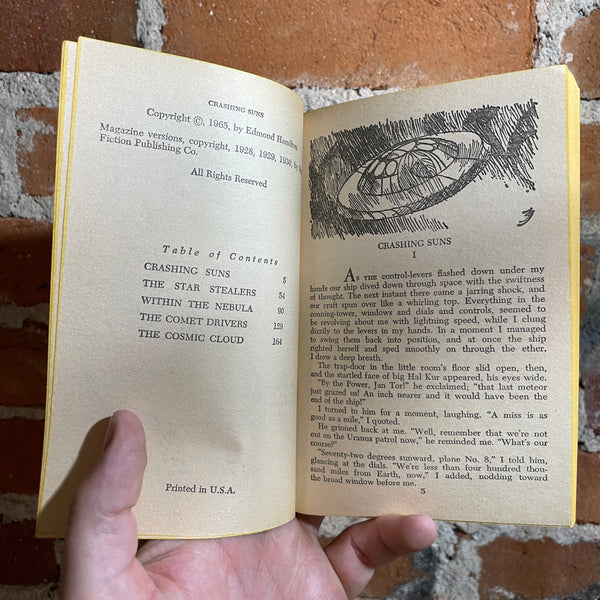 CRASHING SUNS
Copyright ©, 1965, by Edmond Hamilton
Magazine versions, copyright, 1928, 1929, 1930, by
Fiction Publishing Co.
All Rights Reserved
Table of Contents
CRASHING SUNS 5
THE STAR STEALERS 54
WITHIN THE NEBULA 90
THE COMET DRIVERS 129
THE COSMIC CLOUD 164
Printed in U.S.A.
CRASHING SUNS
I
As the control-levers flashed down under my
hands our ship dived down through space with the swiftness
of thought. The next instant there came a jarring shock, and
our craft spun over like a whirling top. Everything in the
conning-tower, windows and dials and controls, seemed to
be revolving about me with lightning speed, while I clung
dizzily to the levers in my hands. In a moment I managed
to swing them back into position, and at once the ship
righted herself and sped smoothly on through the ether.
I drew a deep breath.
The trap-door in the little room's floor slid open, then,
and the startled face of big Hal Kur appeared, his eyes wide.
"By the Power, Jan Tor!" he exclaimed; "that last meteor
just grazed us! An inch nearer and it would have been the
end of the ship!"
I turned to him for a moment, laughing. "A miss is as
good as a mile," I quoted.
He grinned back at me. "Well, remember that we're not
out on the Uranus patrol now," he reminded me. "What's our
course?"
"Seventy-two degrees sunward, plane No. 8," I told him,
glancing at the dials. "We're less than four hundred thou-
sand miles from Earth, now," I added, nodding toward
the broad window before me.
5